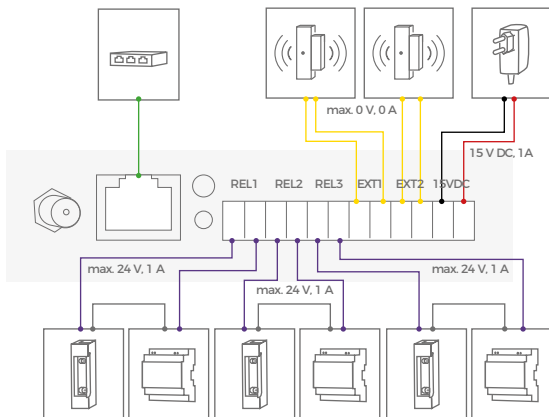 max. 0 V, 0 A
15 V DC, 1A
REL1 REL2 REL3 EXT1 EXT2 15VDC
max. 24 V, 1 A
max. 24 V, 1 A
max. 24 V, 1 A